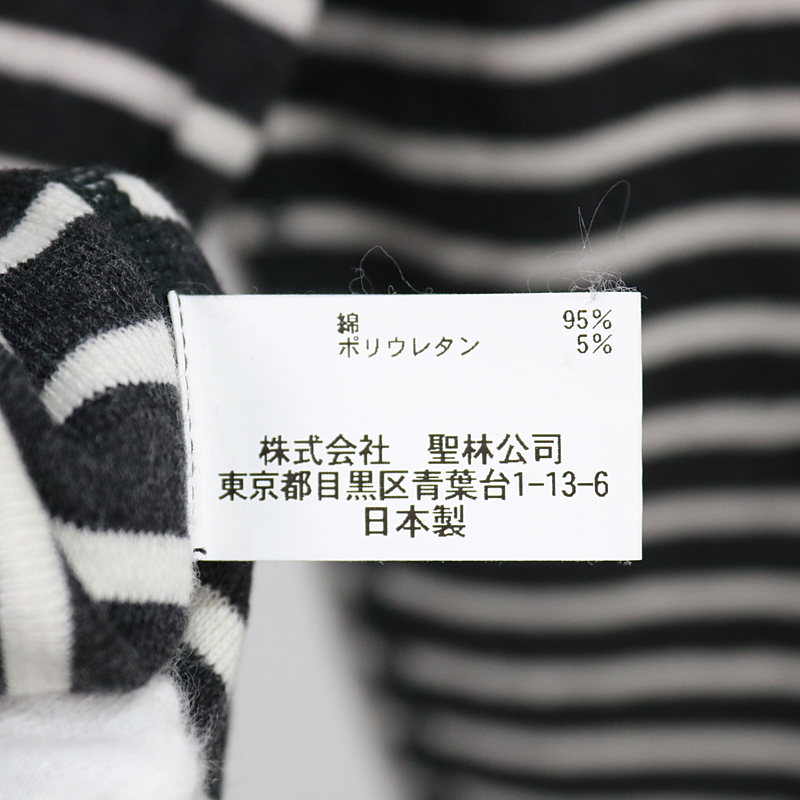 綿 95%
ポリウレタン 5%
株式会社 聖林公司
東京都目黒区青葉台1-13-6
日本製